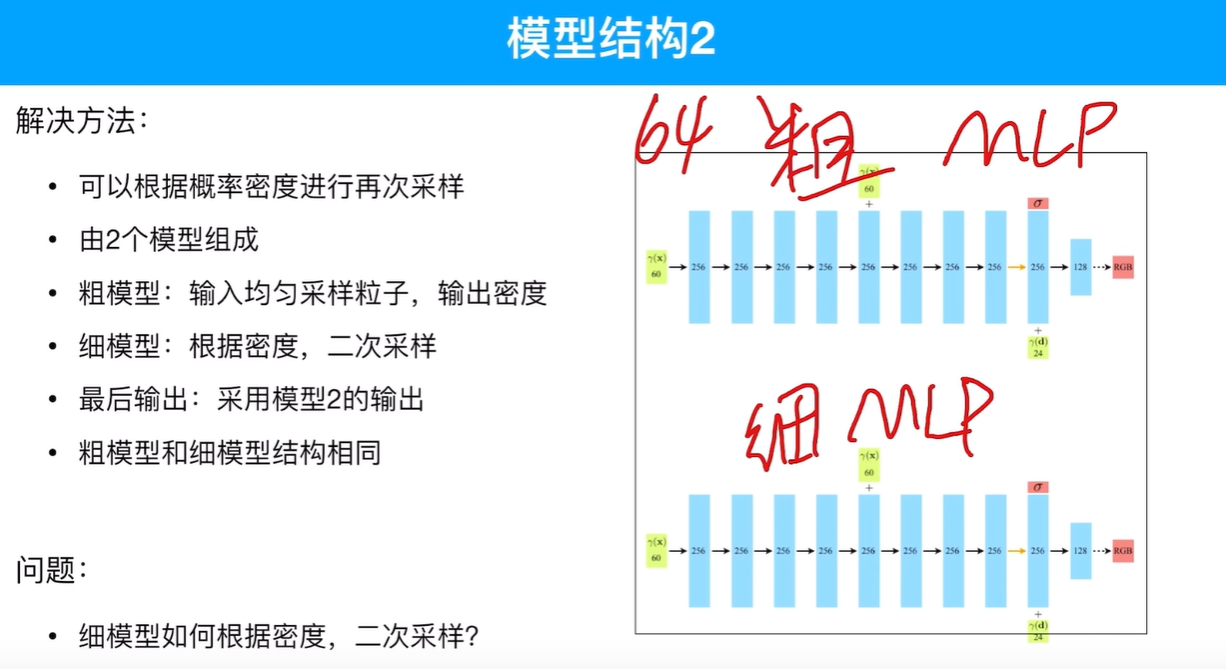 模型结构2
解决方法：
• 可以根据概率密度进行再次采样
• 由2个模型组成
• 粗模型：输入均匀采样粒子，输出密度
• 细模型：根据密度，二次采样
• 最后输出：采用模型2的输出
• 粗模型和细模型结构相同
问题：
• 细模型如何根据密度，二次采样？
64 粗 MLP
γ(x)
60
+
σ
γ(x)
60
256 256 256 256 256 256 256 256 256 128 RGB
+
γ(d)
24
细 MLP
γ(x)
60
+
σ
γ(x)
60
256 256 256 256 256 256 256 256 256 128 RGB
+
γ(d)
24